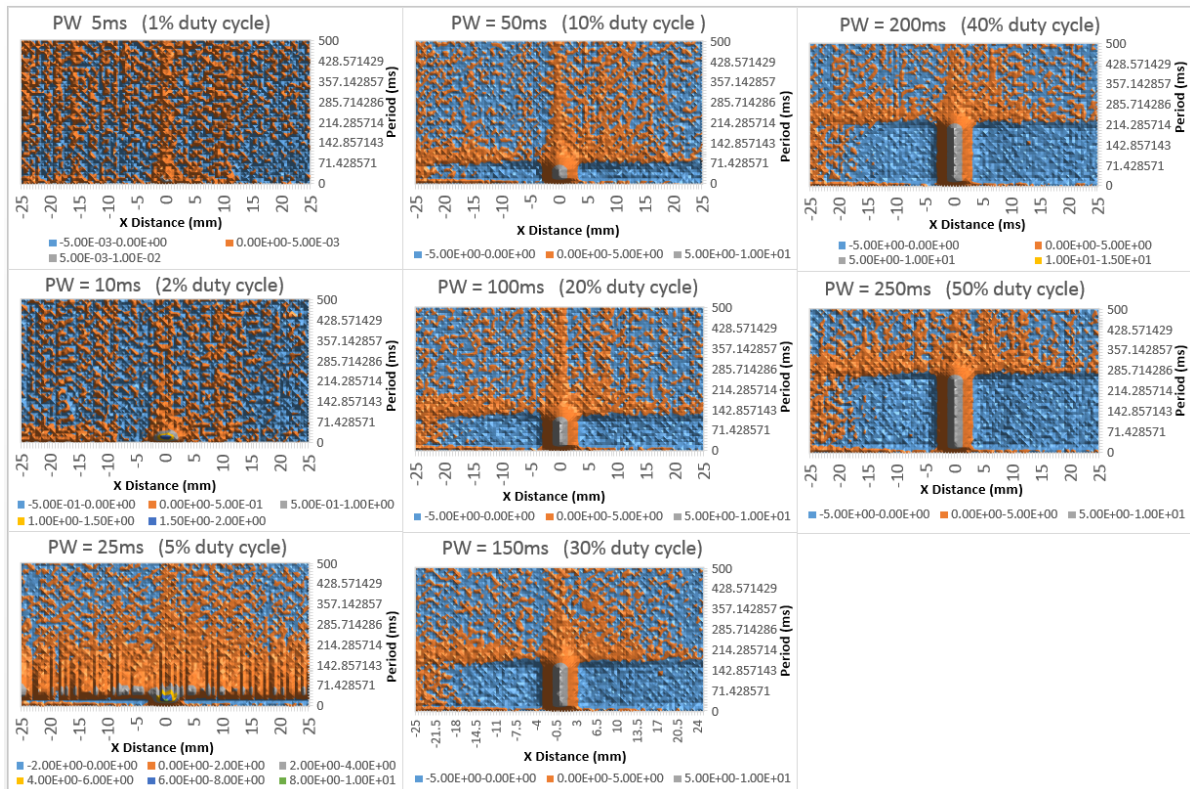 PW 5ms (1% duty cycle)
500
428.571429
357.142857
285.714286
214.285714
142.857143
71.428571
0
Period (ms)
-25 -20 -15 -10 -5 0 5 10 15 20 25
X Distance (mm)
-5.00E-03-0.00E+00 0.00E+00-5.00E-03
5.00E-03-1.00E-02
PW = 50ms (10% duty cycle )
500
428.571429
357.142857
285.714286
214.285714
142.857143
71.428571
0
Period (ms)
-25 -20 -15 -10 -5 0 5 10 15 20 25
X Distance (mm)
-5.00E+00-0.00E+00 0.00E+00-5.00E+00 5.00E+00-1.00E+01
PW = 200ms (40% duty cycle)
500
428.571429
357.142857
285.714286
214.285714
142.857143
71.428571
0
Period (ms)
-25 -20 -15 -10 -5 0 5 10 15 20 25
X Distance (ms)
-5.00E+00-0.00E+00 0.00E+00-5.00E+00
5.00E+00-1.00E+01 1.00E+01-1.50E+01
PW = 10ms (2% duty cycle)
500
428.571429
357.142857
285.714286
214.285714
142.857143
71.428571
0
Period (ms)
-25 -20 -15 -10 -5 0 5 10 15 20 25
X Distance (mm)
-5.00E-01-0.00E+00 0.00E+00-5.00E-01 5.00E-01-1.00E+00
1.00E+00-1.50E+00 1.50E+00-2.00E+00
PW = 100ms (20% duty cycle)
500
428.571429
357.142857
285.714286
214.285714
142.857143
71.428571
0
Period (ms)
-25 -20 -15 -10 -5 0 5 10 15 20 25
X Distance (mm)
-5.00E+00-0.00E+00 0.00E+00-5.00E+00 5.00E+00-1.00E+01
PW = 250ms (50% duty cycle)
500
428.571429
357.142857
285.714286
214.285714
142.857143
71.428571
0
Period (ms)
-25 -20 -15 -10 -5 0 5 10 15 20 25
X Distance (ms)
-5.00E+00-0.00E+00 0.00E+00-5.00E+00 5.00E+00-1.00E+01
PW = 25ms (5% duty cycle)
500
428.571429
357.142857
285.714286
214.285714
142.857143
71.428571
0
Period (ms)
-25 -20 -15 -10 -5 0 5 10 15 20 25
X Distance (mm)
-2.00E+00-0.00E+00 0.00E+00-2.00E+00 2.00E+00-4.00E+00
4.00E+00-6.00E+00 6.00E+00-8.00E+00 8.00E+00-1.00E+01
PW = 150ms (30% duty cycle)
500
428.571429
357.142857
285.714286
214.285714
142.857143
71.428571
0
Period (ms)
-25 -21.5 -18 -14.5 -11 -7.5 -4 -0.5 3 6.5 10 13.5 17 20.5 24
X Distance (mm)
-5.00E+00-0.00E+00 0.00E+00-5.00E+00 5.00E+00-1.00E+01